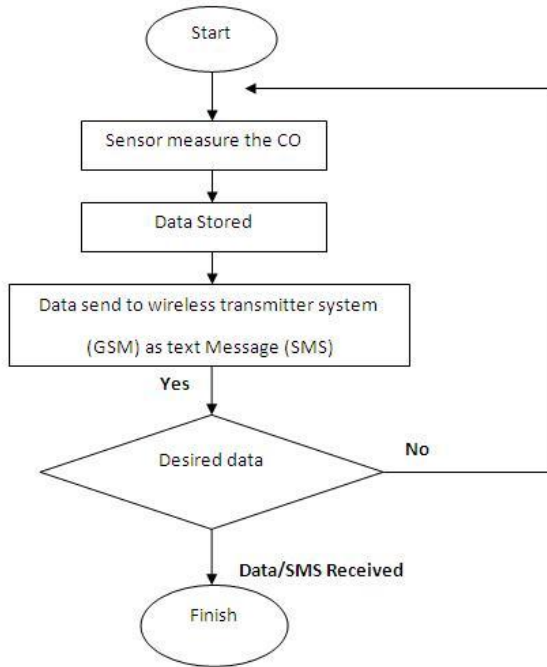 Start
Sensor measure the CO
Data Stored
Data send to wireless transmitter system
(GSM) as text Message (SMS)
Yes
Desired data
No
Data/SMS Received
Finish